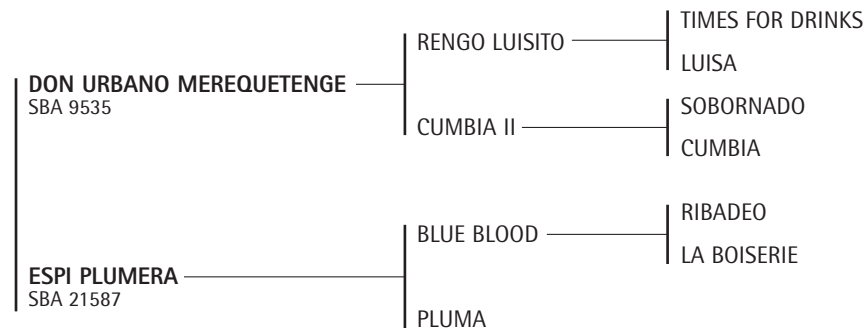 TIMES FOR DRINKS
RENGO LUISITO
LUISA
DON URBANO MEREQUETENGE
SBA 9535
SOBORNADO
CUMBIA II
CUMBIA
RIBADEO
BLUE BLOOD
LA BOISERIE
ESPI PLUMERA
SBA 21587
PLUMA